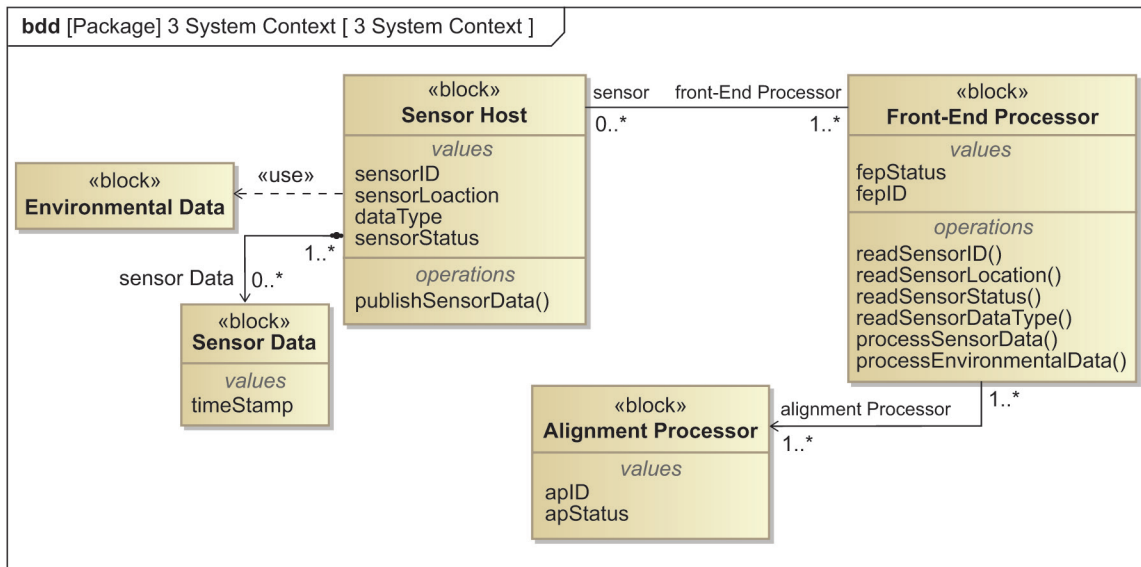 bdd [Package] 3 System Context [ 3 System Context ]
«block»
Sensor Host
values
sensorID
sensorLoaction
dataType
sensorStatus
operations
publishSensorData()
sensor
0..*
front-End Processor
1..*
«block»
Front-End Processor
values
fepStatus
fepID
operations
readSensorID()
readSensorLocation()
readSensorStatus()
readSensorDataType()
processSensorData()
processEnvironmentalData()
«use»
«block»
Environmental Data
1..*
sensor Data
0..*
«block»
Sensor Data
values
timeStamp
1..*
alignment Processor
1..*
«block»
Alignment Processor
values
apID
apStatus